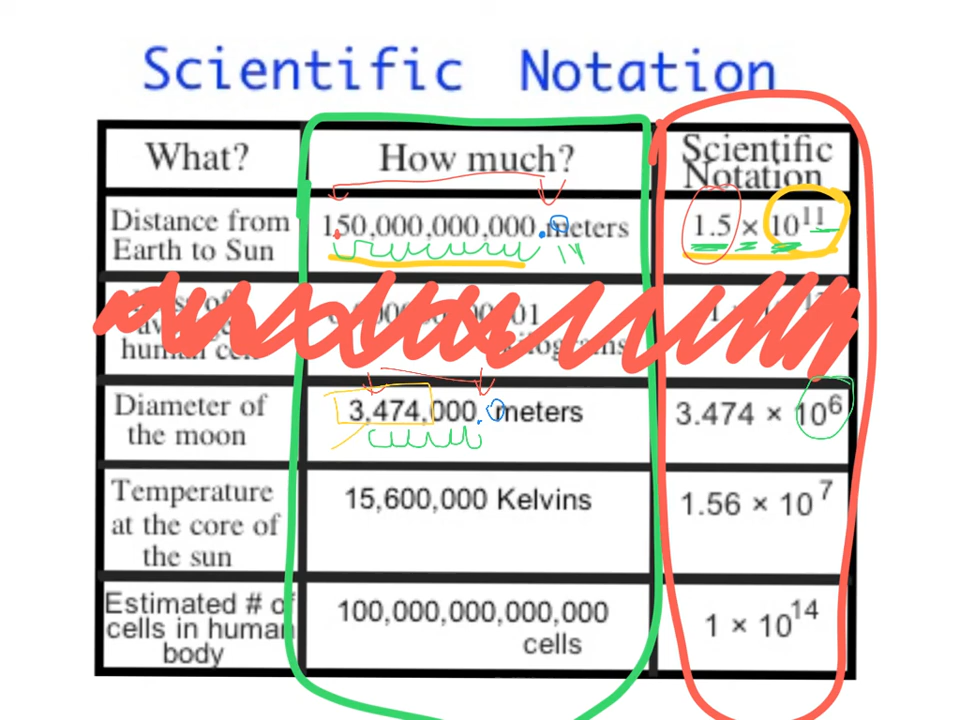 Scientific Notation
What?
How much?
Scientific
Notation
Distance from
Earth to Sun
150,000,000,000. meters
1.5 × 10¹¹
human
Diameter of
the moon
3,474,000. meters
3.474 × 10⁶
Temperature
at the core of
the sun
15,600,000 Kelvins
1.56 × 10⁷
Estimated # of
cells in human
body
100,000,000,000,000
cells
1 × 10¹⁴